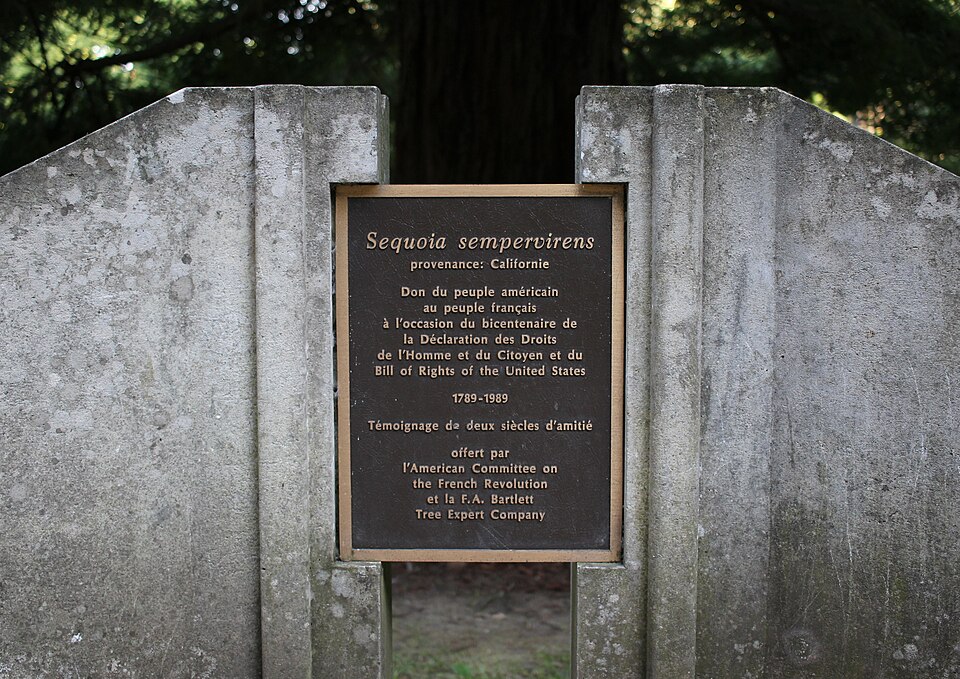 Sequoia sempervirens
provenance: Californie
Don du peuple américain
au peuple français
à l'occasion du bicentenaire de
la Déclaration des Droits
de l'Homme et du Citoyen et du
Bill of Rights of the United States
1789-1989
Témoignage de deux siècles d'amitié
offert par
l'American Committee on
the French Revolution
et la F.A. Bartlett
Tree Expert Company